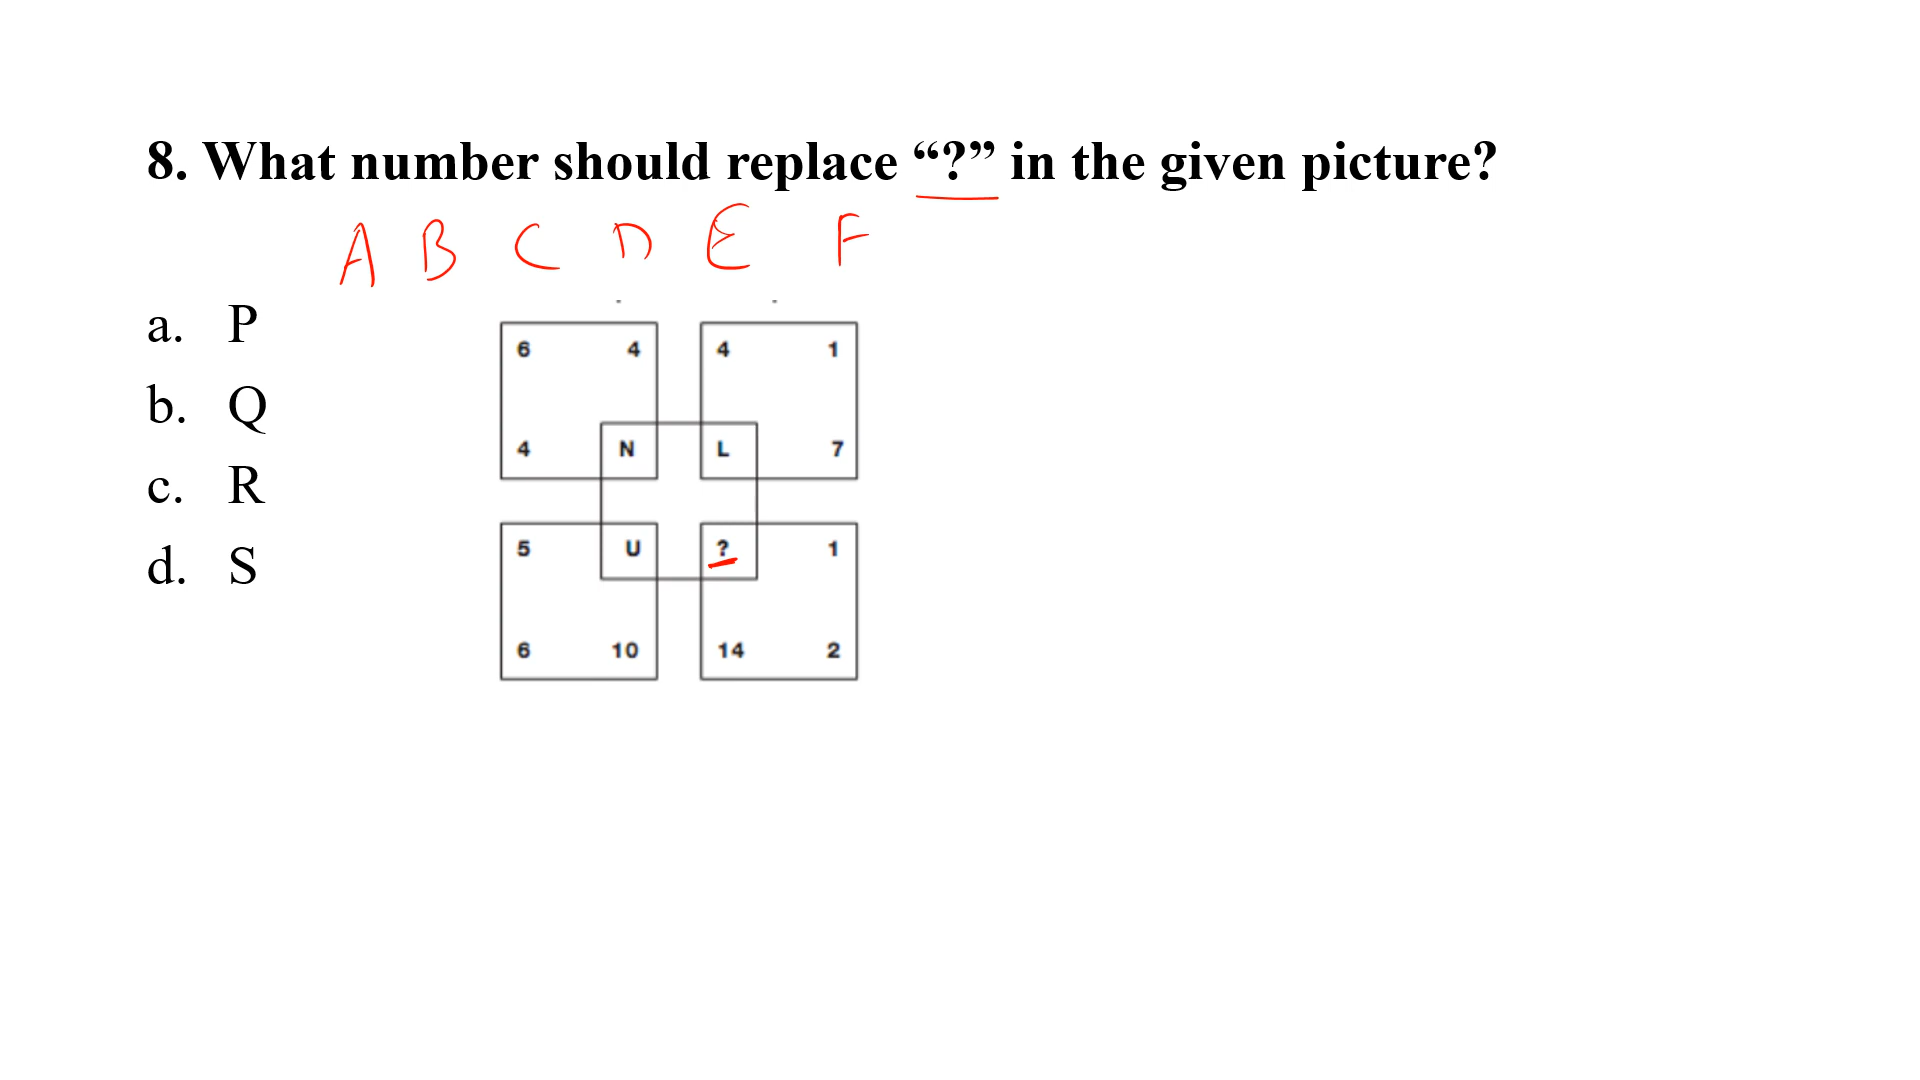 8. What number should replace “?” in the given picture?
A B C D E F
a. P
b. Q
c. R
d. S
6 4 4 1
4 N L 7
5 U ? 1
6 10 14 2